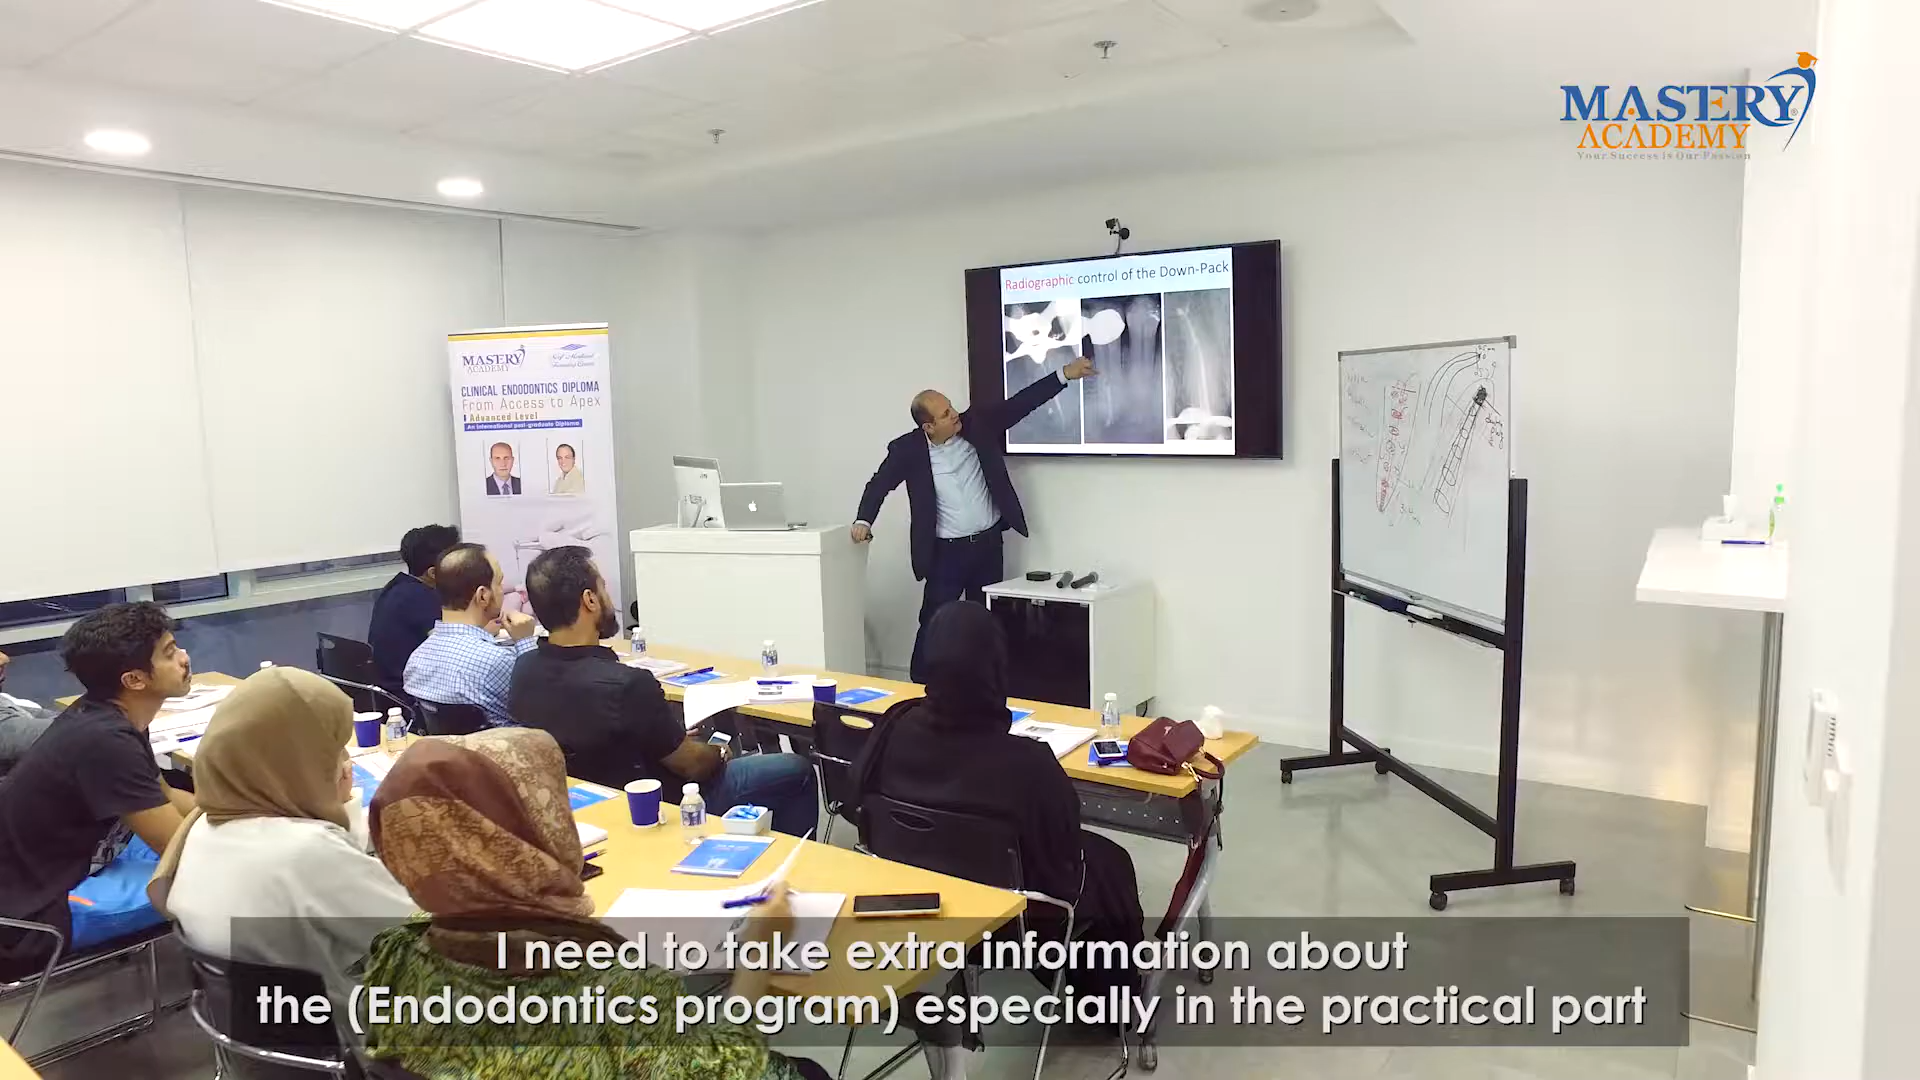 MASTERY
ACADEMY
Your Success is Our Passion
Radiographic control of the Down-Pack
MASTERY
ACADEMY
CLINICAL ENDODONTICS DIPLOMA
From Access to Apex
Advanced Level
An international post-graduate Diploma
I need to take extra information about
the (Endodontics program) especially in the practical part